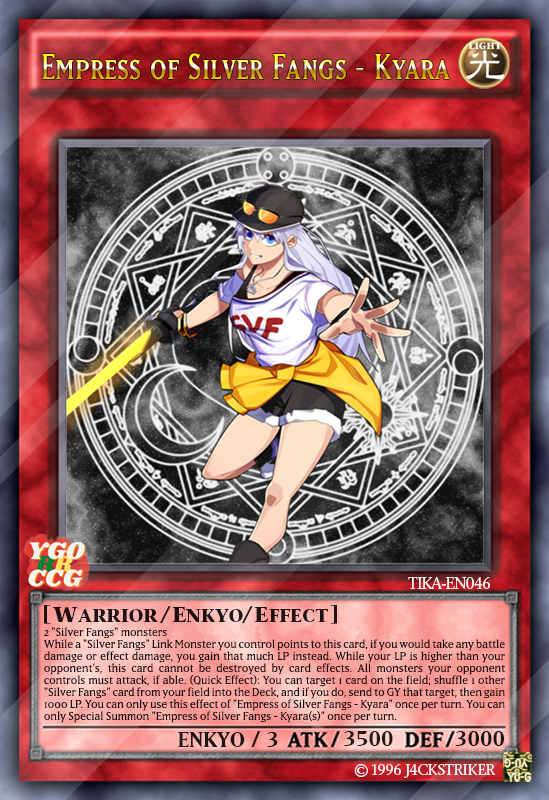 EMPRESS OF SILVER FANGS - KYARA
LIGHT
光
SVF
YGO
BR
CCG
TIKA-EN046
[WARRIOR/ENKYO/EFFECT]
2 "Silver Fangs" monsters
While a "Silver Fangs" Link Monster you control points to this card, if you would take any battle
damage or effect damage, you gain that much LP instead. While your LP is higher than your
opponent's, this card cannot be destroyed by card effects. All monsters your opponent
controls must attack, if able. (Quick Effect): You can target 1 card on the field; shuffle 1 other
"Silver Fangs" card from your field into the Deck, and if you do, send to GY that target, then gain
1000 LP. You can only use this effect of "Empress of Silver Fangs - Kyara" once per turn. You can
only Special Summon "Empress of Silver Fangs - Kyara(s)" once per turn.
ENKYO / 3 ATK/3500 DEF/3000
© 1996 J4CKSTRIKER
YU-G